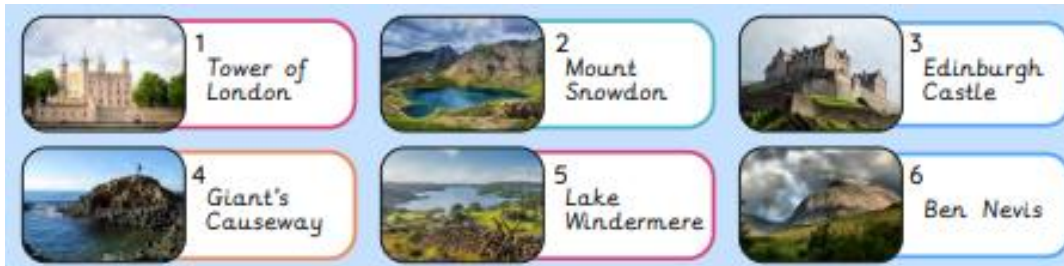 1
Tower of
London
2
Mount
Snowdon
3
Edinburgh
Castle
4
Giant's
Causeway
5
Lake
Windermere
6
Ben Nevis